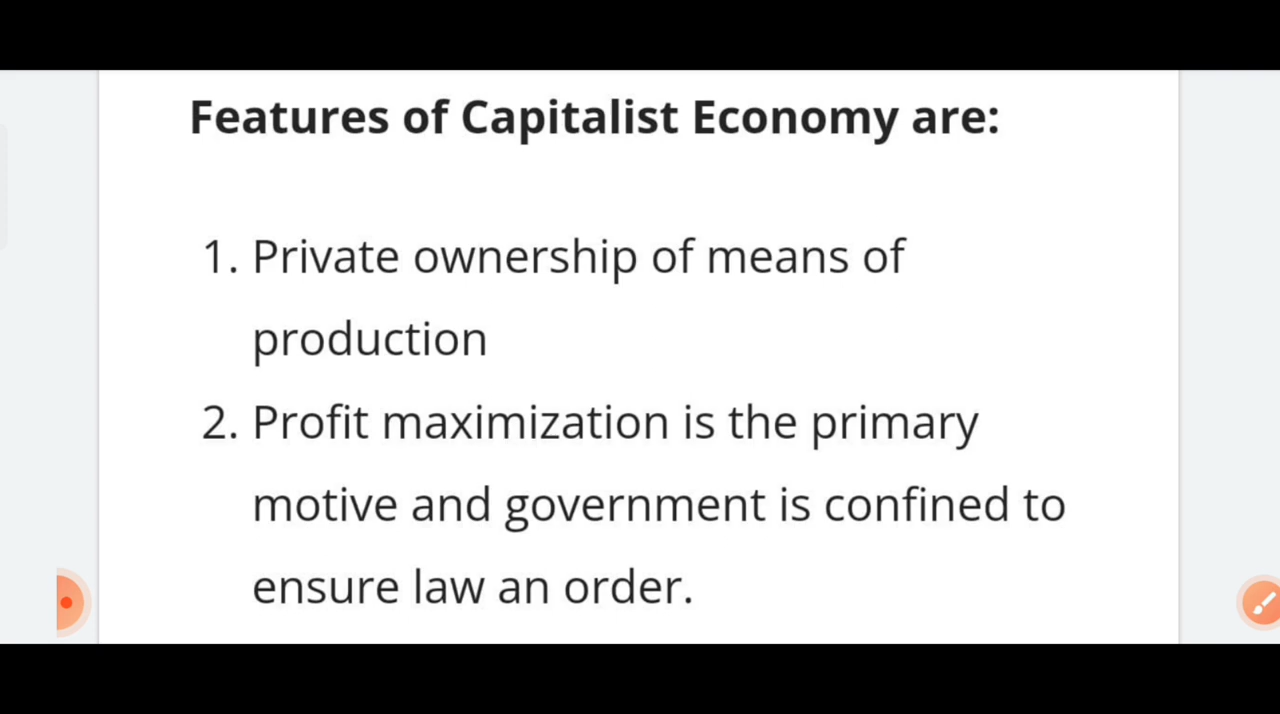 Features of Capitalist Economy are:
1. Private ownership of means of
production
2. Profit maximization is the primary
motive and government is confined to
ensure law an order.